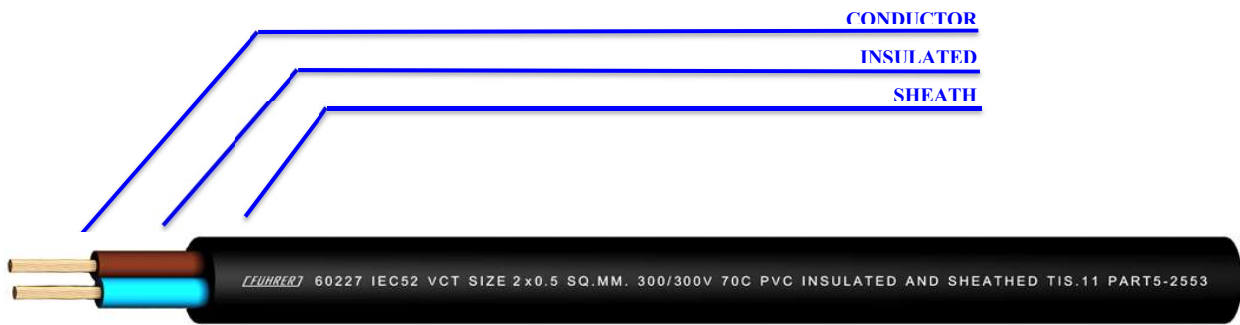 CONDUCTOR
INSULATED
SHEATH
FUHRER 60227 IEC52 VCT SIZE 2x0.5 SQ.MM. 300/300V 70C PVC INSULATED AND SHEATHED TIS.11 PART5-2553